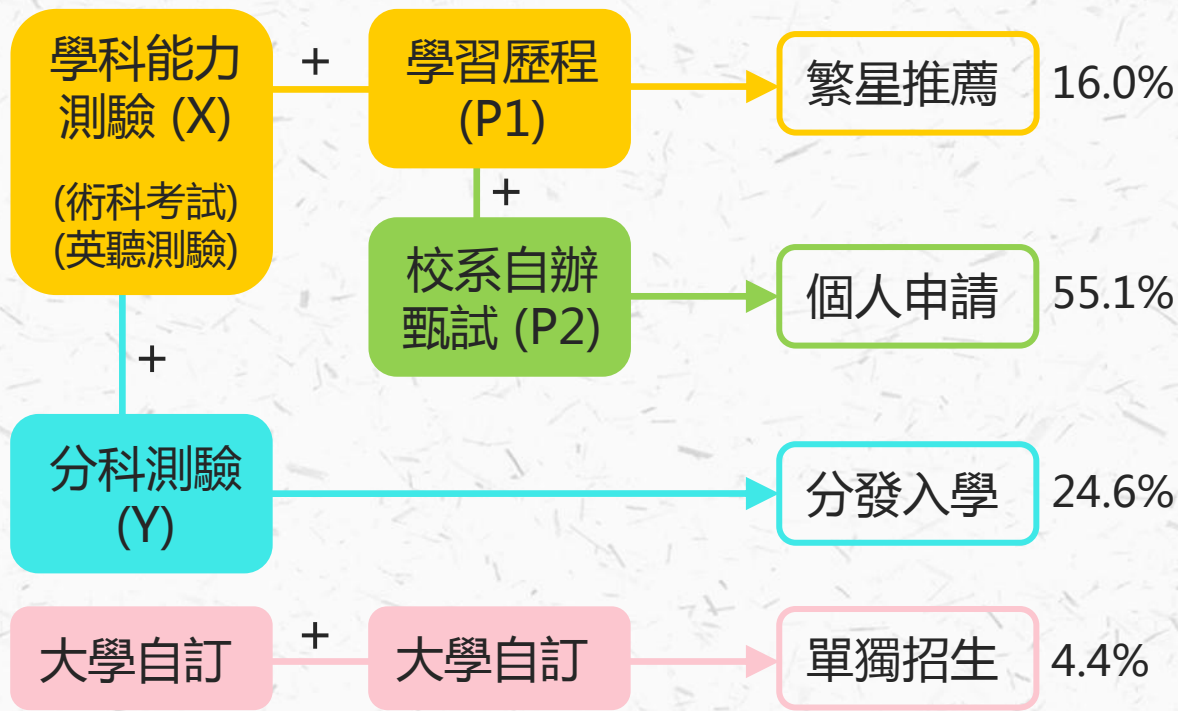 學科能力
測驗 (X)
(術科考試)
(英聽測驗)
+
學習歷程
(P1)
繁星推薦
16.0%
+
校系自辦
甄試 (P2)
個人申請
55.1%
+
分科測驗
(Y)
分發入學
24.6%
大學自訂
+
大學自訂
單獨招生
4.4%